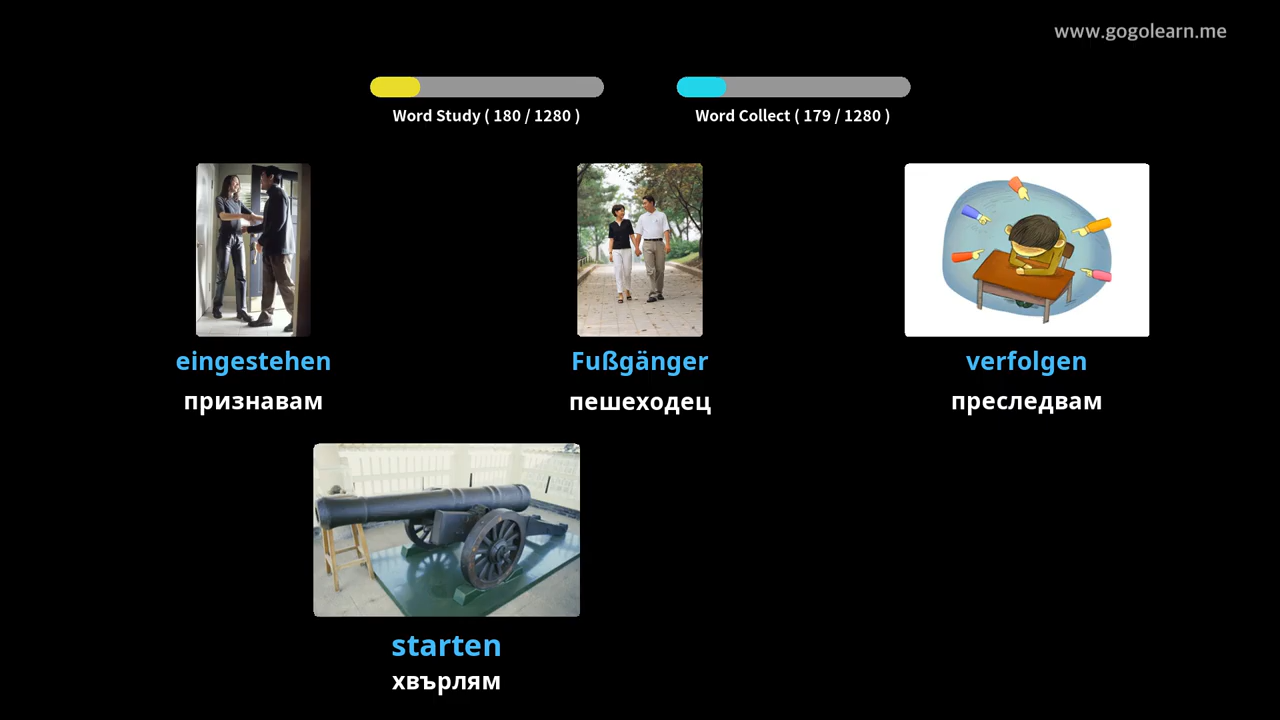 www.gogolearn.me
Word Study ( 180 / 1280 )
Word Collect ( 179 / 1280 )
eingestehen
признавам
Fußgänger
пешеходец
verfolgen
преследвам
starten
хвърлям